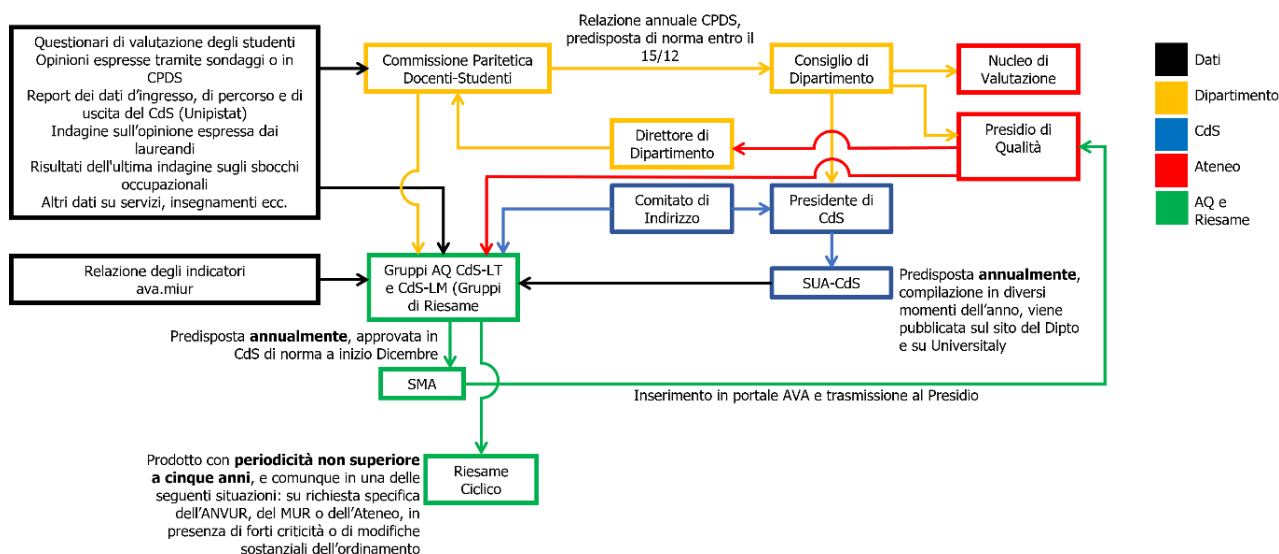 Questionari di valutazione degli studenti
Opinioni espresse tramite sondaggi o in
CPDS
Report dei dati d'ingresso, di percorso e di
uscita del CdS (Unipistat)
Indagine sull'opinione espressa dai
laureandi
Risultati dell'ultima indagine sugli sbocchi
occupazionali
Altri dati su servizi, insegnamenti ecc.
Commissione Paritetica
Docenti-Studenti
Relazione annuale CPDS,
predisposta di norma entro il
15/12
Consiglio di
Dipartimento
Nucleo di
Valutazione
Direttore di
Dipartimento
Presidio di
Qualità
Comitato di
Indirizzo
Presidente di
CdS
Relazione degli indicatori
ava.miur
Gruppi AQ CdS-LT
e CdS-LM (Gruppi
di Riesame
SUA-CdS
Predisposta annualmente,
compilazione in diversi
momenti dell'anno, viene
pubblicata sul sito del Dipto
e su Universitaly
Predisposta annualmente, approvata in
CdS di norma a inizio Dicembre
SMA
Inserimento in portale AVA e trasmissione al Presidio
Prodotto con periodicità non superiore
a cinque anni, e comunque in una delle
seguenti situazioni: su richiesta specifica
dell'ANVUR, del MUR o dell'Ateneo, in
presenza di forti criticità o di modifiche
sostanziali dell'ordinamento
Riesame
Ciclico
Dati
Dipartimento
CdS
Ateneo
AQ e
Riesame